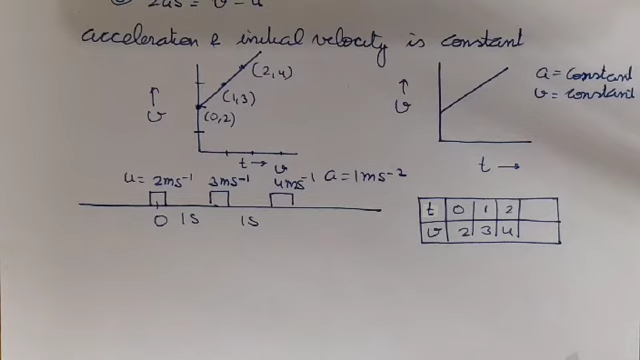 2as = v - u
acceleration & initial velocity is constant
(2,4)
(1,3)
(0,2)
↑
v
t → v
↑
v
t →
a = constant
v = constant
u = 2ms-1 3ms-1 4ms-1 a = 1ms-2
0 1s 1s
t 0 1 2
v 2 3 4